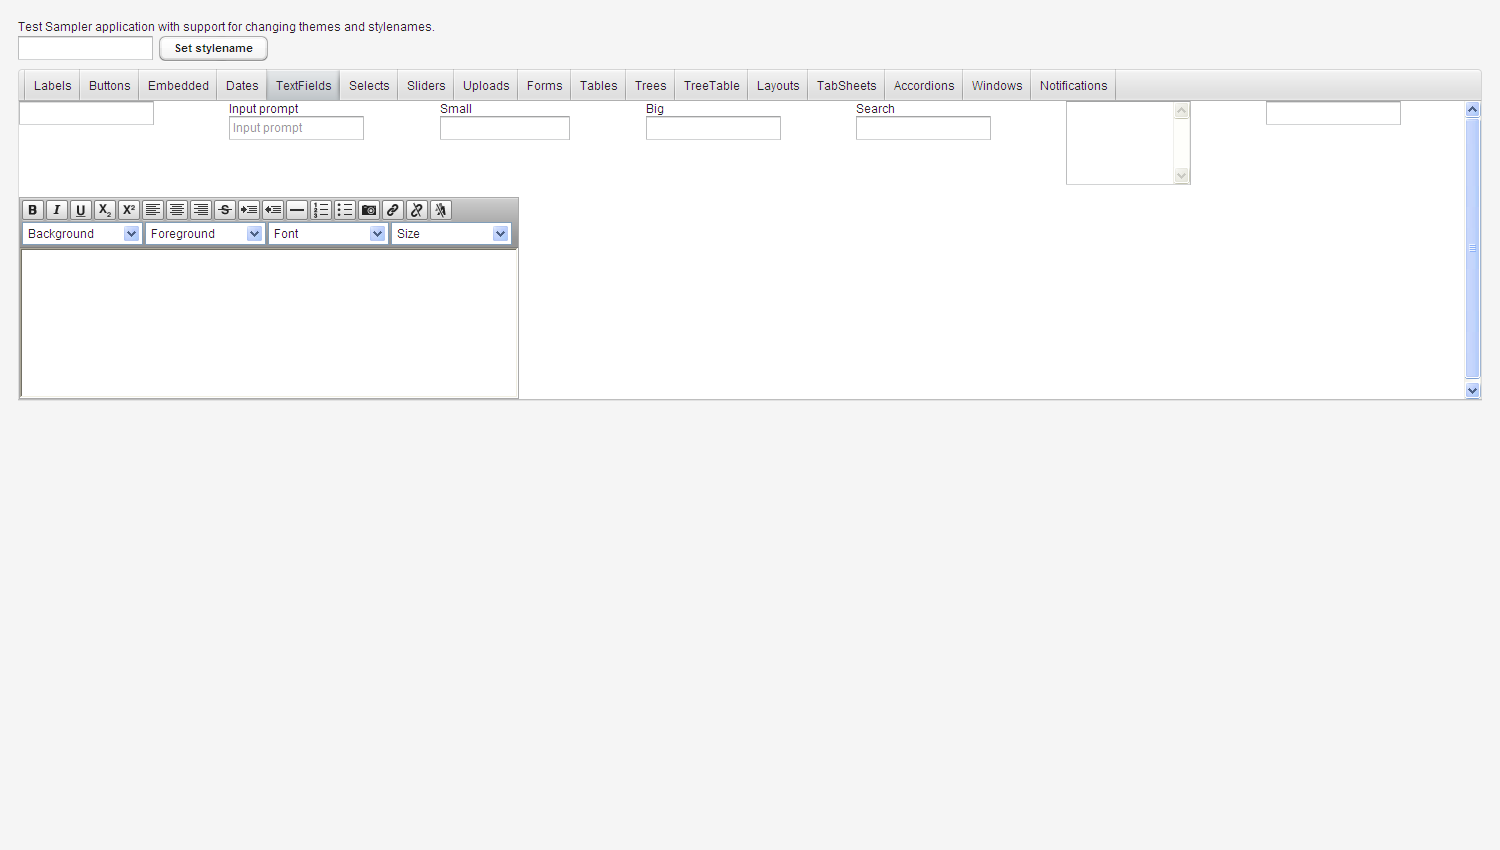 Test Sampler application with support for changing themes and stylenames.
Set stylename
Labels Buttons Embedded Dates TextFields Selects Sliders Uploads Forms Tables Trees TreeTable Layouts TabSheets Accordions Windows Notifications
Input prompt Small Big Search
Input prompt
B I U X₂ X² S
Background Foreground Font Size